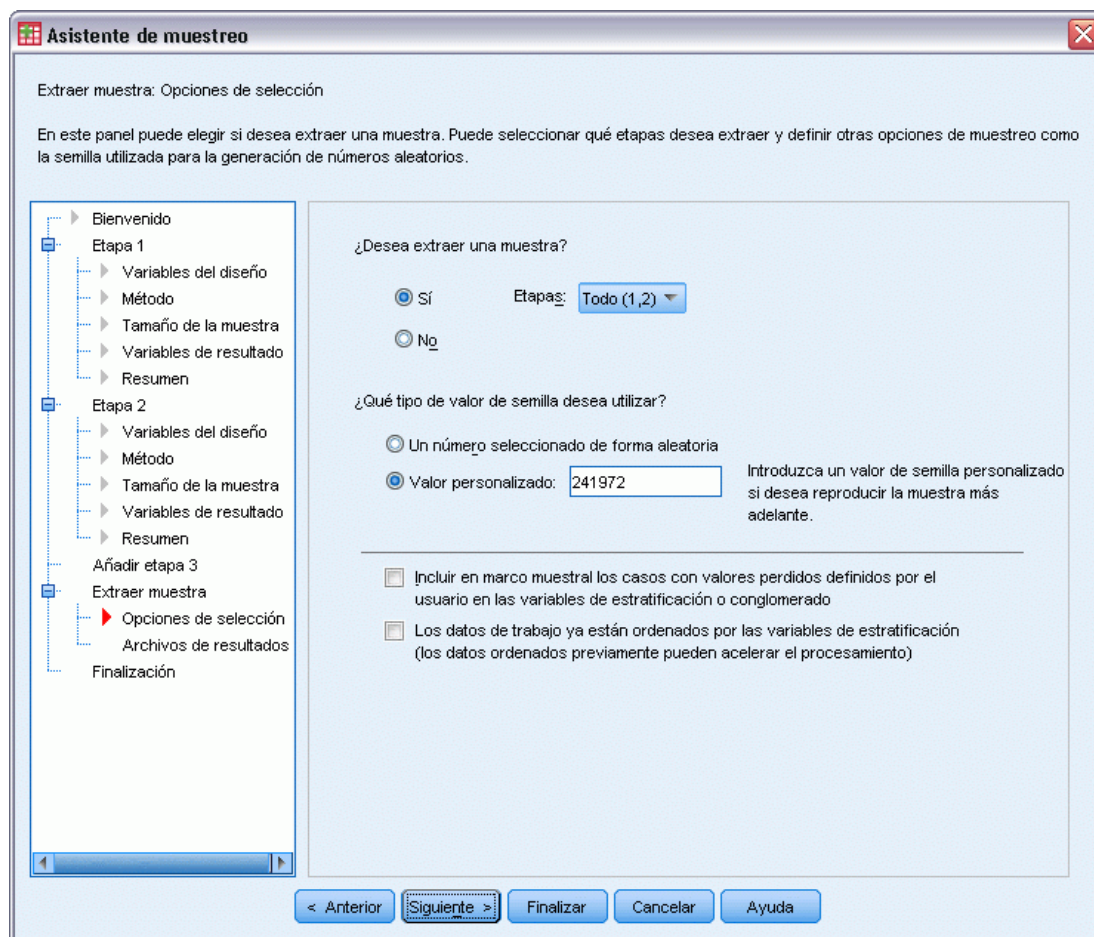 Asistente de muestreo
Extraer muestra: Opciones de selección
En este panel puede elegir si desea extraer una muestra. Puede seleccionar qué etapas desea extraer y definir otras opciones de muestreo como
la semilla utilizada para la generación de números aleatorios.
Bienvenido
Etapa 1
Variables del diseño
Método
Tamaño de la muestra
Variables de resultado
Resumen
Etapa 2
Variables del diseño
Método
Tamaño de la muestra
Variables de resultado
Resumen
Añadir etapa 3
Extraer muestra
Opciones de selección
Archivos de resultados
Finalización
¿Desea extraer una muestra?
Sí
Etapas:
Todo (1,2)
No
¿Qué tipo de valor de semilla desea utilizar?
Un número seleccionado de forma aleatoria
Valor personalizado:
241972
Introduzca un valor de semilla personalizado
si desea reproducir la muestra más
adelante.
Incluir en marco muestral los casos con valores perdidos definidos por el
usuario en las variables de estratificación o conglomerado
Los datos de trabajo ya están ordenados por las variables de estratificación
(los datos ordenados previamente pueden acelerar el procesamiento)
< Anterior
Siguiente >
Finalizar
Cancelar
Ayuda